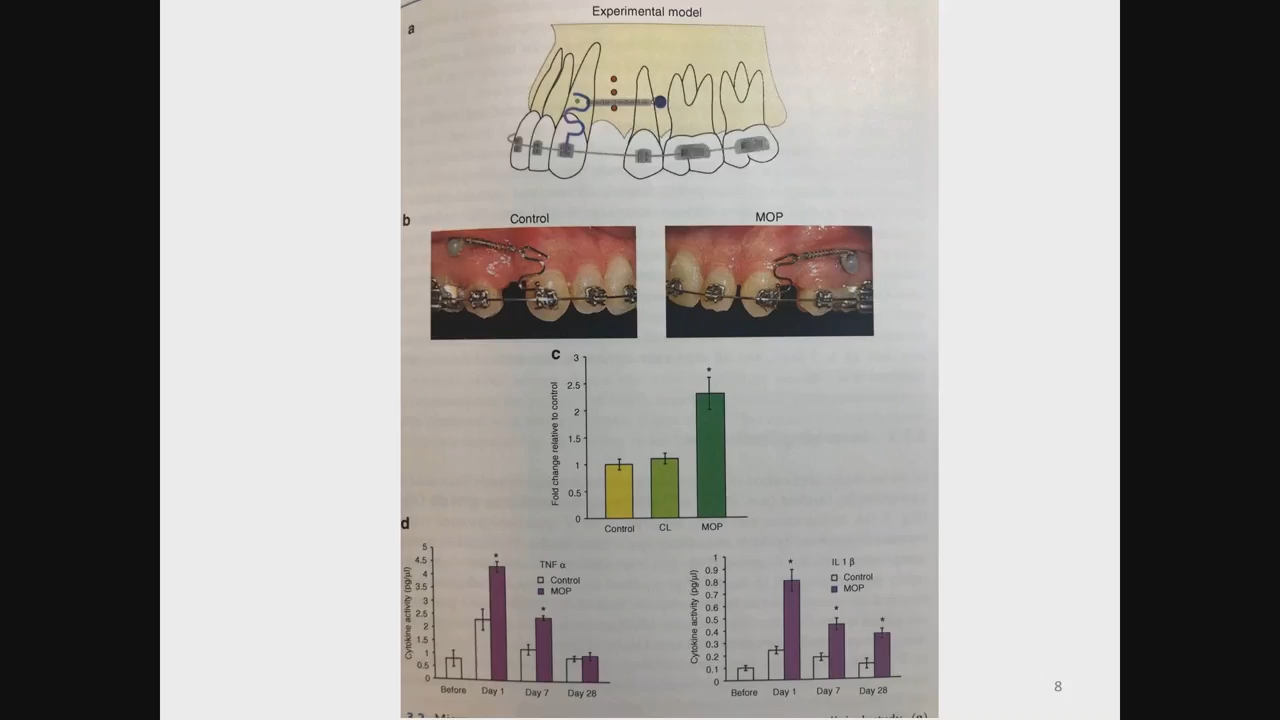 Experimental model
a
b
Control
MOP
c
Fold change relative to control
3
2.5
2
1.5
1
0.5
0
*
Control
CL
MOP
d
Cytokine activity (pg/µl)
5
4.5
4
3.5
3
2.5
2
1.5
1
0.5
0
*
*
TNF α
Control
MOP
Before
Day 1
Day 7
Day 28
Cytokine activity (pg/µl)
1
0.9
0.8
0.7
0.6
0.5
0.4
0.3
0.2
0.1
0
*
*
*
IL 1 β
Control
MOP
Before
Day 1
Day 7
Day 28
8